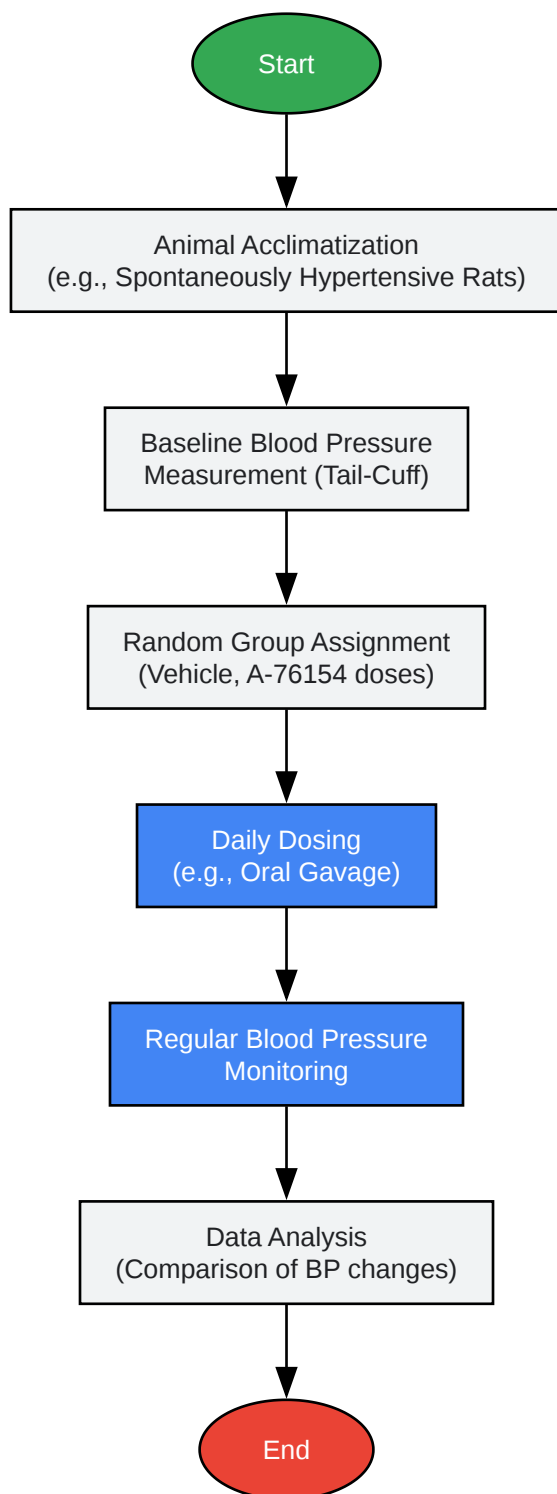 Start
Animal Acclimatization
(e.g., Spontaneously Hypertensive Rats)
Baseline Blood Pressure
Measurement (Tail-Cuff)
Random Group Assignment
(Vehicle, A-76154 doses)
Daily Dosing
(e.g., Oral Gavage)
Regular Blood Pressure
Monitoring
Data Analysis
(Comparison of BP changes)
End